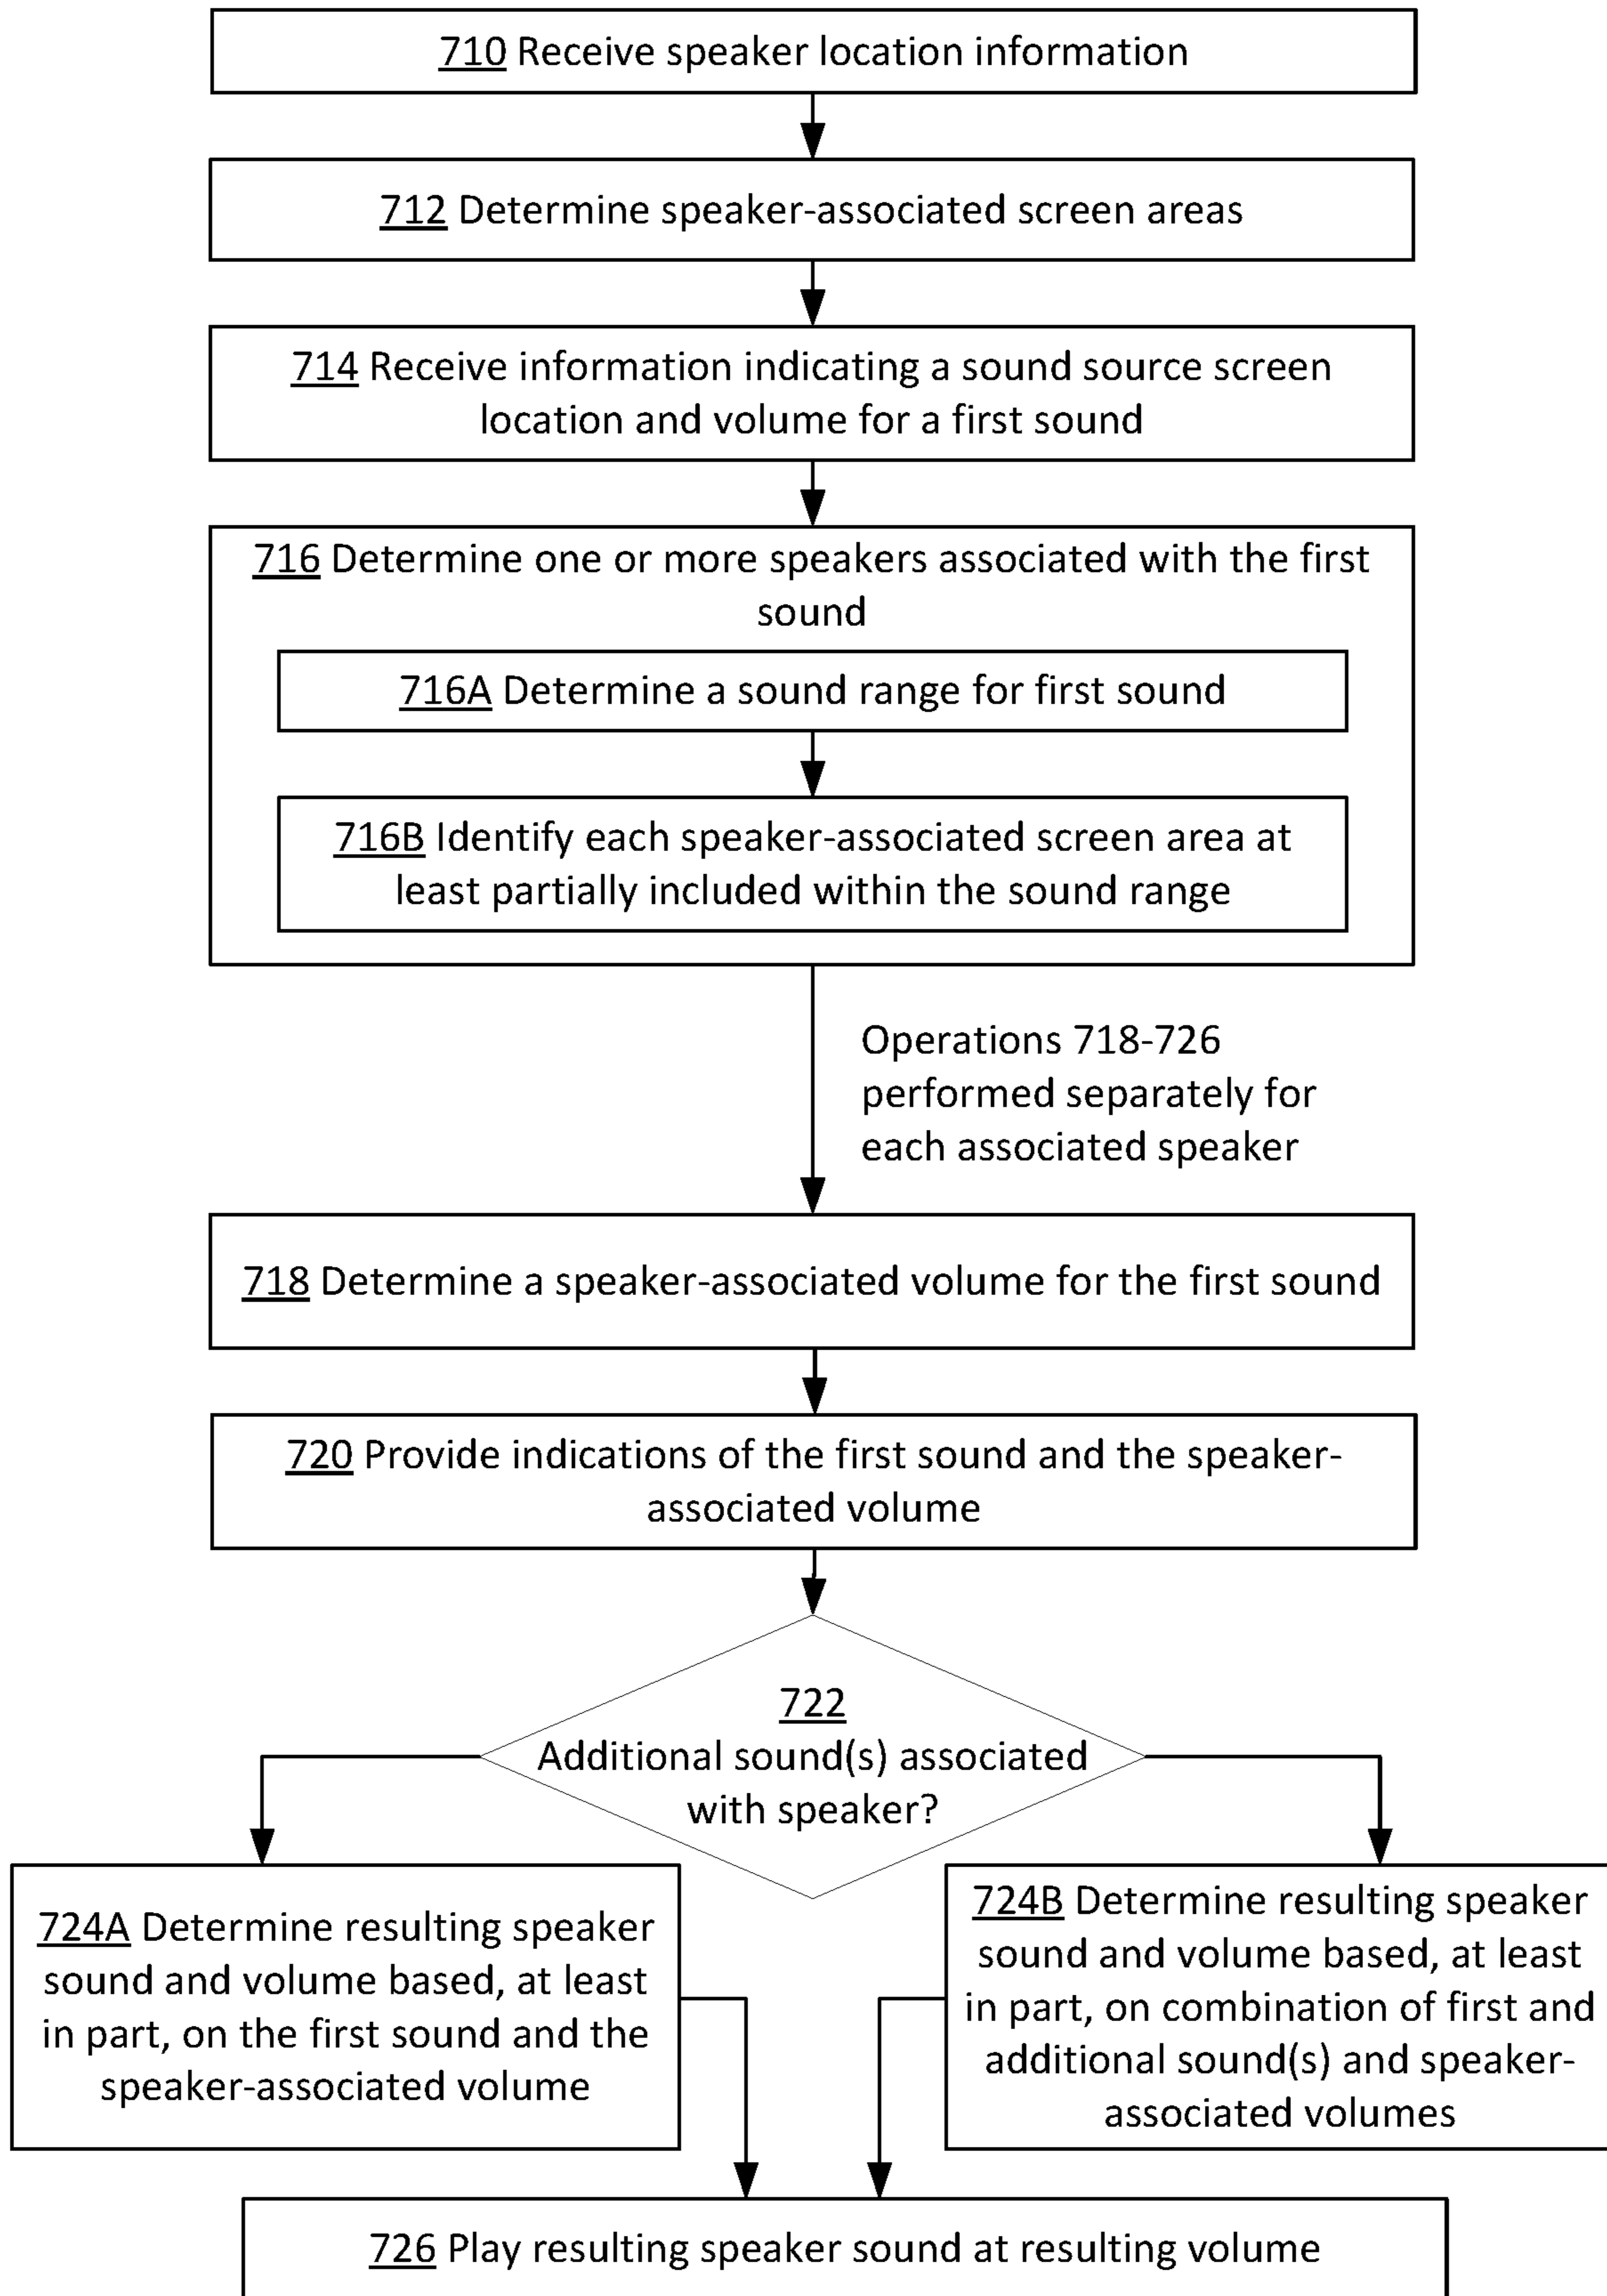 710 Receive speaker location information
712 Determine speaker-associated screen areas
714 Receive information indicating a sound source screen
location and volume for a first sound
716 Determine one or more speakers associated with the first
sound
716A Determine a sound range for first sound
716B Identify each speaker-associated screen area at
least partially included within the sound range
Operations 718-726
performed separately for
each associated speaker
718 Determine a speaker-associated volume for the first sound
720 Provide indications of the first sound and the speaker-
associated volume
722
Additional sound(s) associated
with speaker?
724A Determine resulting speaker
sound and volume based, at least
in part, on the first sound and the
speaker-associated volume
724B Determine resulting speaker
sound and volume based, at least
in part, on combination of first and
additional sound(s) and speaker-
associated volumes
726 Play resulting speaker sound at resulting volume